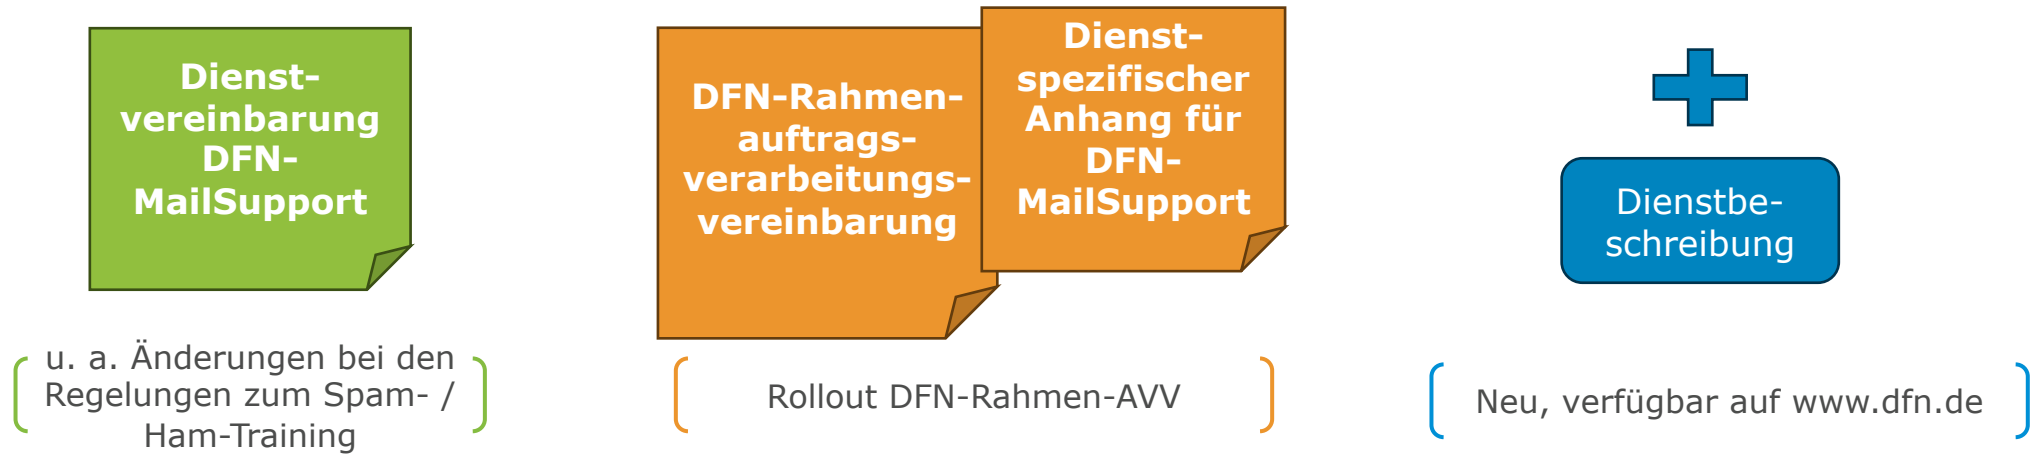 Dienst-
vereinbarung
DFN-
MailSupport
DFN-Rahmen-
auftrags-
verarbeitungs-
vereinbarung
Dienst-
spezifischer
Anhang für
DFN-
MailSupport
Dienstbe-
schreibung
u. a. Änderungen bei den
Regelungen zum Spam- /
Ham-Training
Rollout DFN-Rahmen-AVV
Neu, verfügbar auf www.dfn.de